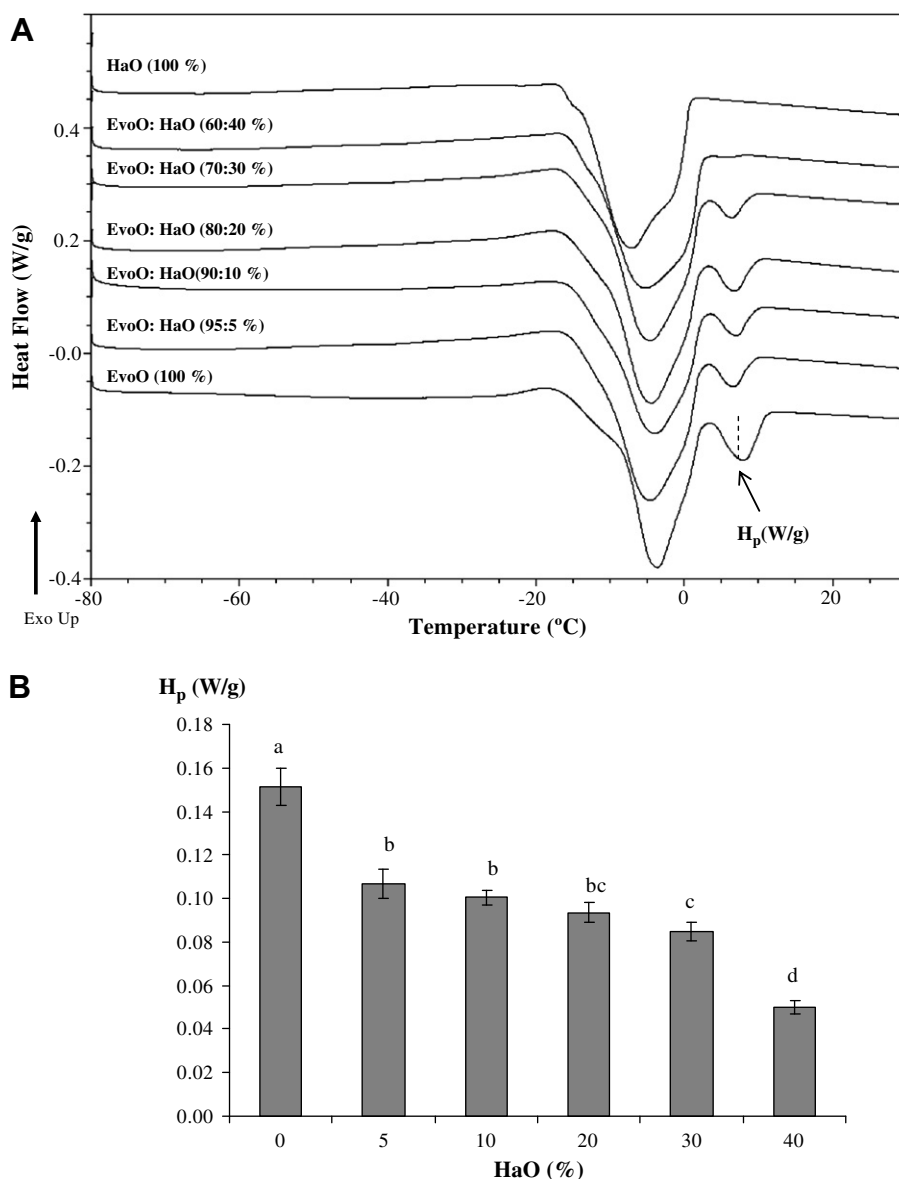 A
HaO (100 %)
EvoO: HaO (60:40 %)
EvoO: HaO (70:30 %)
EvoO: HaO (80:20 %)
EvoO: HaO(90:10 %)
EvoO: HaO (95:5 %)
EvoO (100 %)
0.4
0.2
-0.0
-0.2
-0.4
Heat Flow (W/g)
Hp(W/g)
Exo Up
-80
-60
-40
-20
0
20
Temperature (ºC)
B
Hp (W/g)
0.18
0.16
0.14
0.12
0.10
0.08
0.06
0.04
0.02
0.00
a
b
b
bc
c
d
0
5
10
20
30
40
HaO (%)